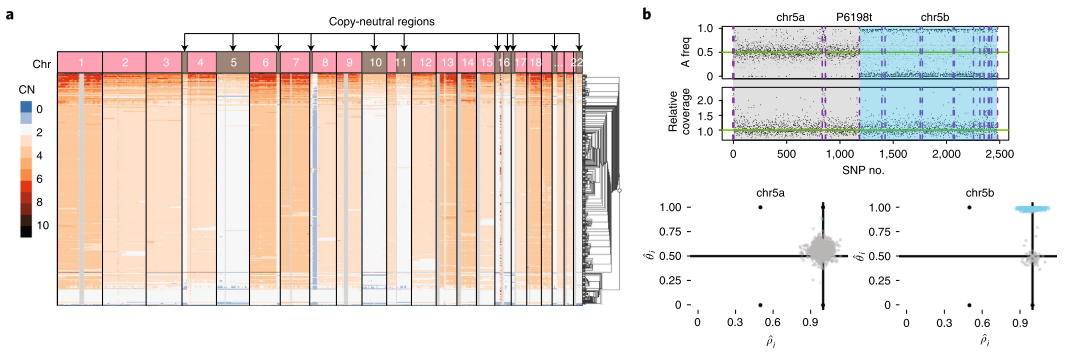 a
Copy-neutral regions
Chr 1 2 3 4 5 6 7 8 9 10 11 12 13 14 15 16 17 18 ... 22
CN
0
2
4
6
8
10
b
chr5a P6198t chr5b
A freq
1.0
0.5
0
Relative
coverage
2.0
1.5
1.0
0 500 1,000 1,500 2,000 2,500
SNP no.
chr5a chr5b
1.00 1.00
0.75 0.75
θ̂i 0.50 θ̂i 0.50
0.25 0.25
0 0
0 0.3 0.6 0.9 0 0.3 0.6 0.9
ρ̂i ρ̂i